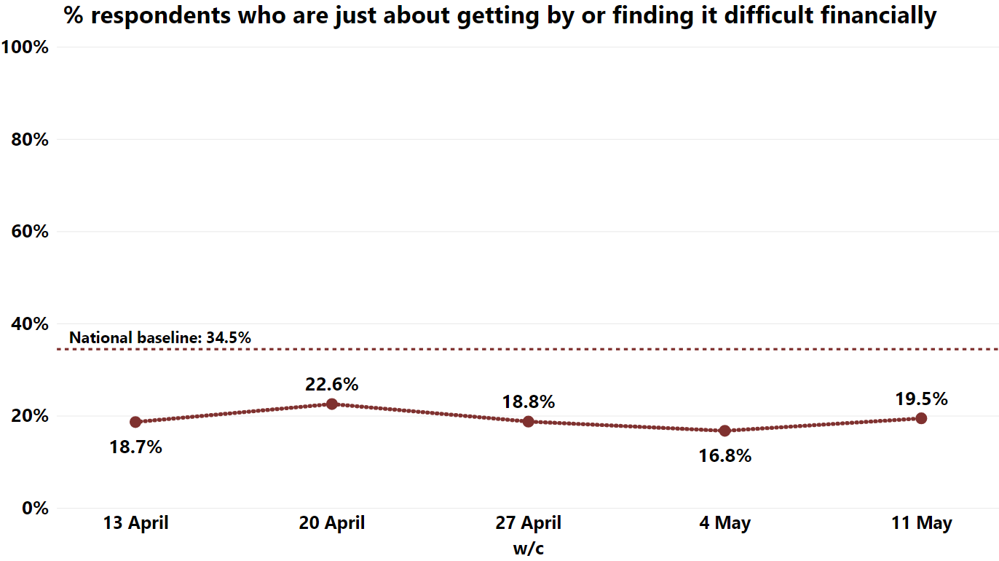 % respondents who are just about getting by or finding it difficult financially
100%
80%
60%
40%
National baseline: 34.5%
22.6%
18.8%
19.5%
20%
18.7%
16.8%
0%
13 April
20 April
27 April
4 May
11 May
w/c